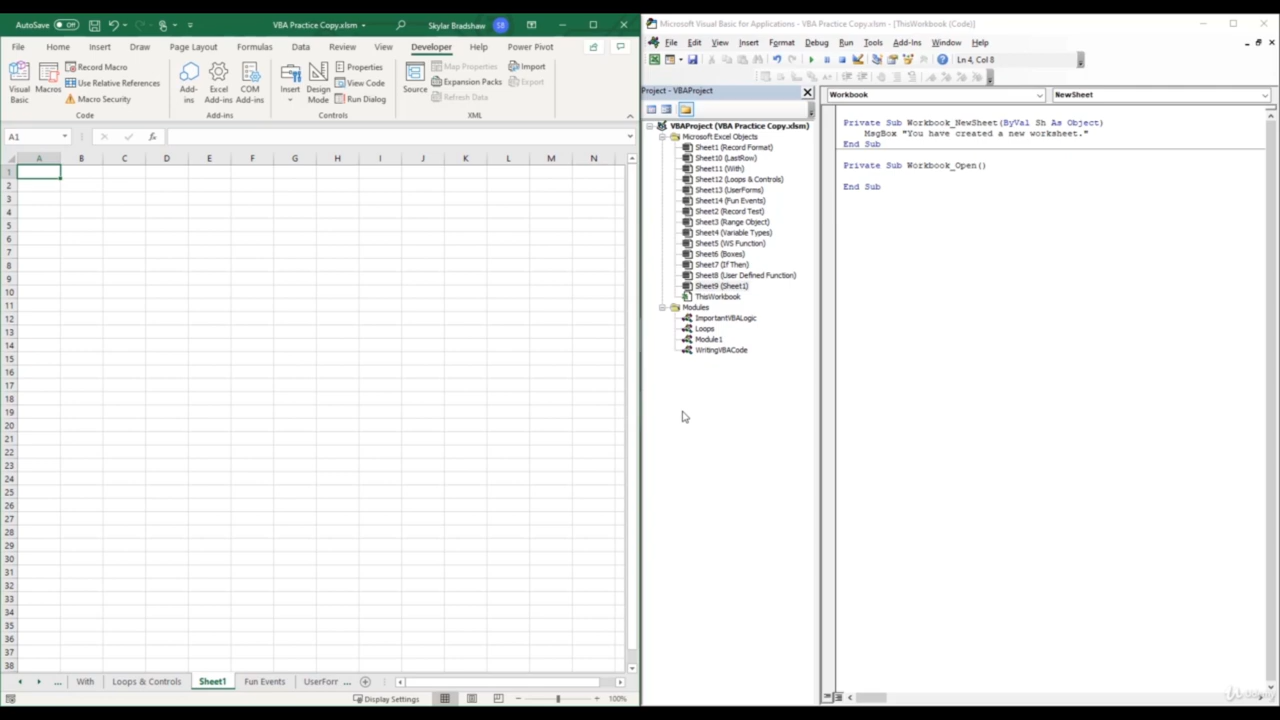 AutoSave Off VBA Practice Copy.xlsm Skylar Bradshaw SB
File Home Insert Draw Page Layout Formulas Data Review View Developer Help Power Pivot
Visual Basic
Macros
Record Macro
Use Relative References
Macro Security
Code
Add-ins
Excel Add-ins
COM Add-ins
Add-ins
Insert
Design Mode
Properties
View Code
Run Dialog
Controls
Source
Map Properties
Expansion Packs
Refresh Data
Import
Export
XML
A1
fx
A B C D E F G H I J K L M N
1
2
3
4
5
6
7
8
9
10
11
12
13
14
15
16
17
18
19
20
21
22
23
24
25
26
27
28
29
30
31
32
33
34
35
36
37
38
... With Loops & Controls Sheet1 Fun Events UserForr ...
Display Settings 100%
Microsoft Visual Basic for Applications - VBA Practice Copy.xlsm - [ThisWorkbook (Code)]
File Edit View Insert Format Debug Run Tools Add-Ins Window Help
Ln 4, Col 8
Project - VBAProject
VBAProject (VBA Practice Copy.xlsm)
Microsoft Excel Objects
Sheet1 (Record Format)
Sheet10 (LastRow)
Sheet11 (With)
Sheet12 (Loops & Controls)
Sheet13 (UserForms)
Sheet14 (Fun Events)
Sheet2 (Record Test)
Sheet3 (Range Object)
Sheet4 (Variable Types)
Sheet5 (WS Function)
Sheet6 (Boxes)
Sheet7 (If Then)
Sheet8 (User Defined Function)
Sheet9 (Sheet1)
ThisWorkbook
Modules
ImportantVBALogic
Loops
Module1
WritingVBACode
Workbook NewSheet
Private Sub Workbook_NewSheet(ByVal Sh As Object)
MsgBox "You have created a new worksheet."
End Sub
Private Sub Workbook_Open()
End Sub
Udemy